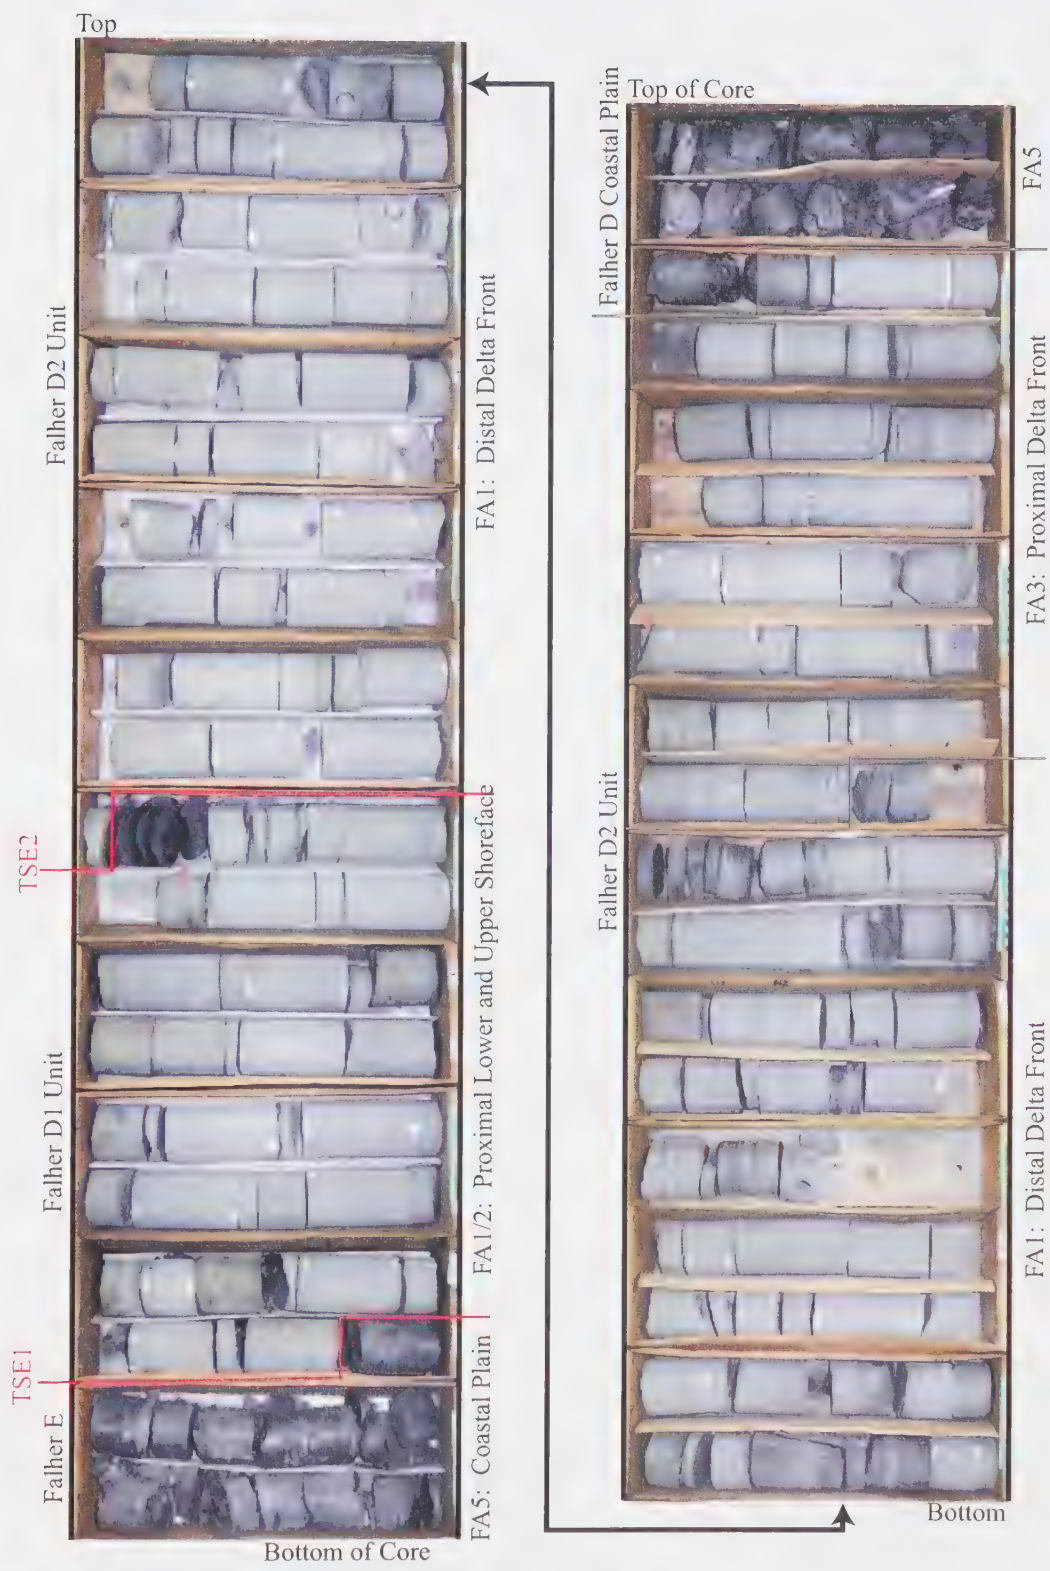 Top
Falher D2 Unit
FA1: Distal Delta Front
TSE2
Falher D1 Unit
FA1/2: Proximal Lower and Upper Shoreface
TSE1
Falher E
FA5: Coastal Plain
Bottom of Core
Top of Core
Falher D Coastal Plain
FA5
FA3: Proximal Delta Front
Falher D2 Unit
FA1: Distal Delta Front
Bottom